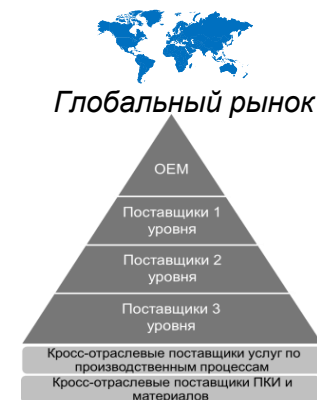 Глобальный рынок
OEM
Поставщики 1
уровня
Поставщики 2
уровня
Поставщики 3
уровня
Кросс-отраслевые поставщики услуг по
производственным процессам
Кросс-отраслевые поставщики ПКИ и
материалов